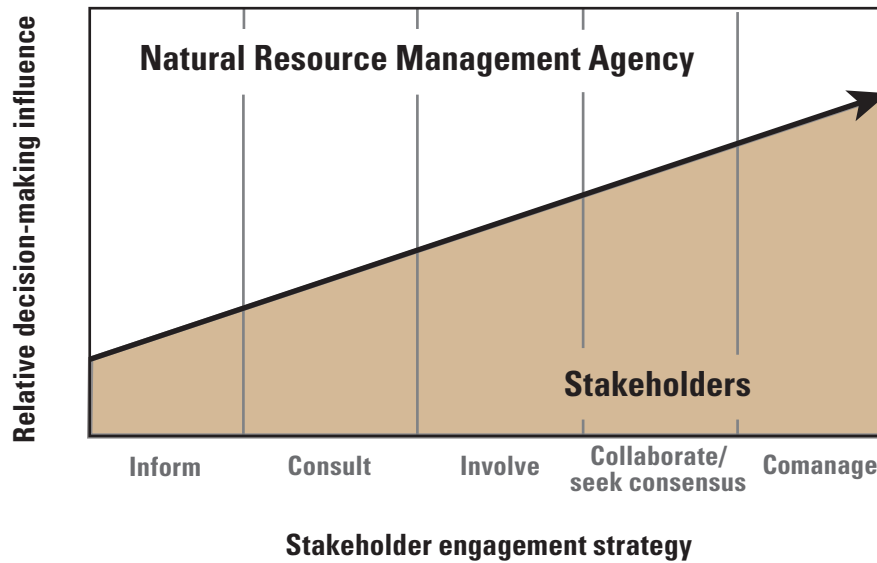 Relative decision-making influence
Natural Resource Management Agency
Stakeholders
Inform
Consult
Involve
Collaborate/
seek consensus
Comanage
Stakeholder engagement strategy